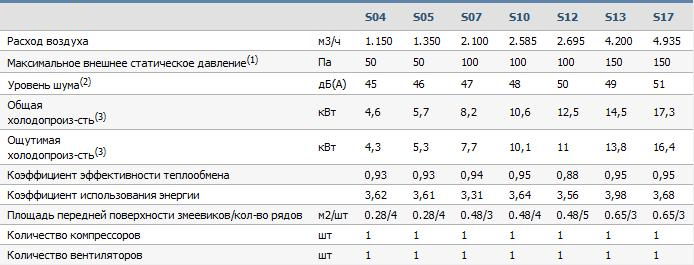 S04 S05 S07 S10 S12 S13 S17
Расход воздуха м3/ч 1.150 1.350 2.100 2.585 2.695 4.200 4.935
Максимальное внешнее статическое давление(1) Па 50 50 100 100 100 150 150
Уровень шума(2) дБ(А) 45 46 47 48 50 49 51
Общая
холодопроиз-сть(3) кВт 4,6 5,7 8,2 10,6 12,5 14,5 17,3
Ощутимая
холодопроиз-сть(3) кВт 4,3 5,3 7,7 10,1 11 13,8 16,4
Коэффициент эффективности теплообмена 0,93 0,93 0,94 0,95 0,88 0,95 0,95
Коэффициент использования энергии 3,62 3,61 3,31 3,64 3,56 3,98 3,68
Площадь передней поверхности змеевиков/кол-во рядов м2/шт 0.28/4 0.28/4 0.48/3 0.48/4 0.48/5 0.65/3 0.65/3
Количество компрессоров шт 1 1 1 1 1 1 1
Количество вентиляторов шт 1 1 1 1 1 1 1